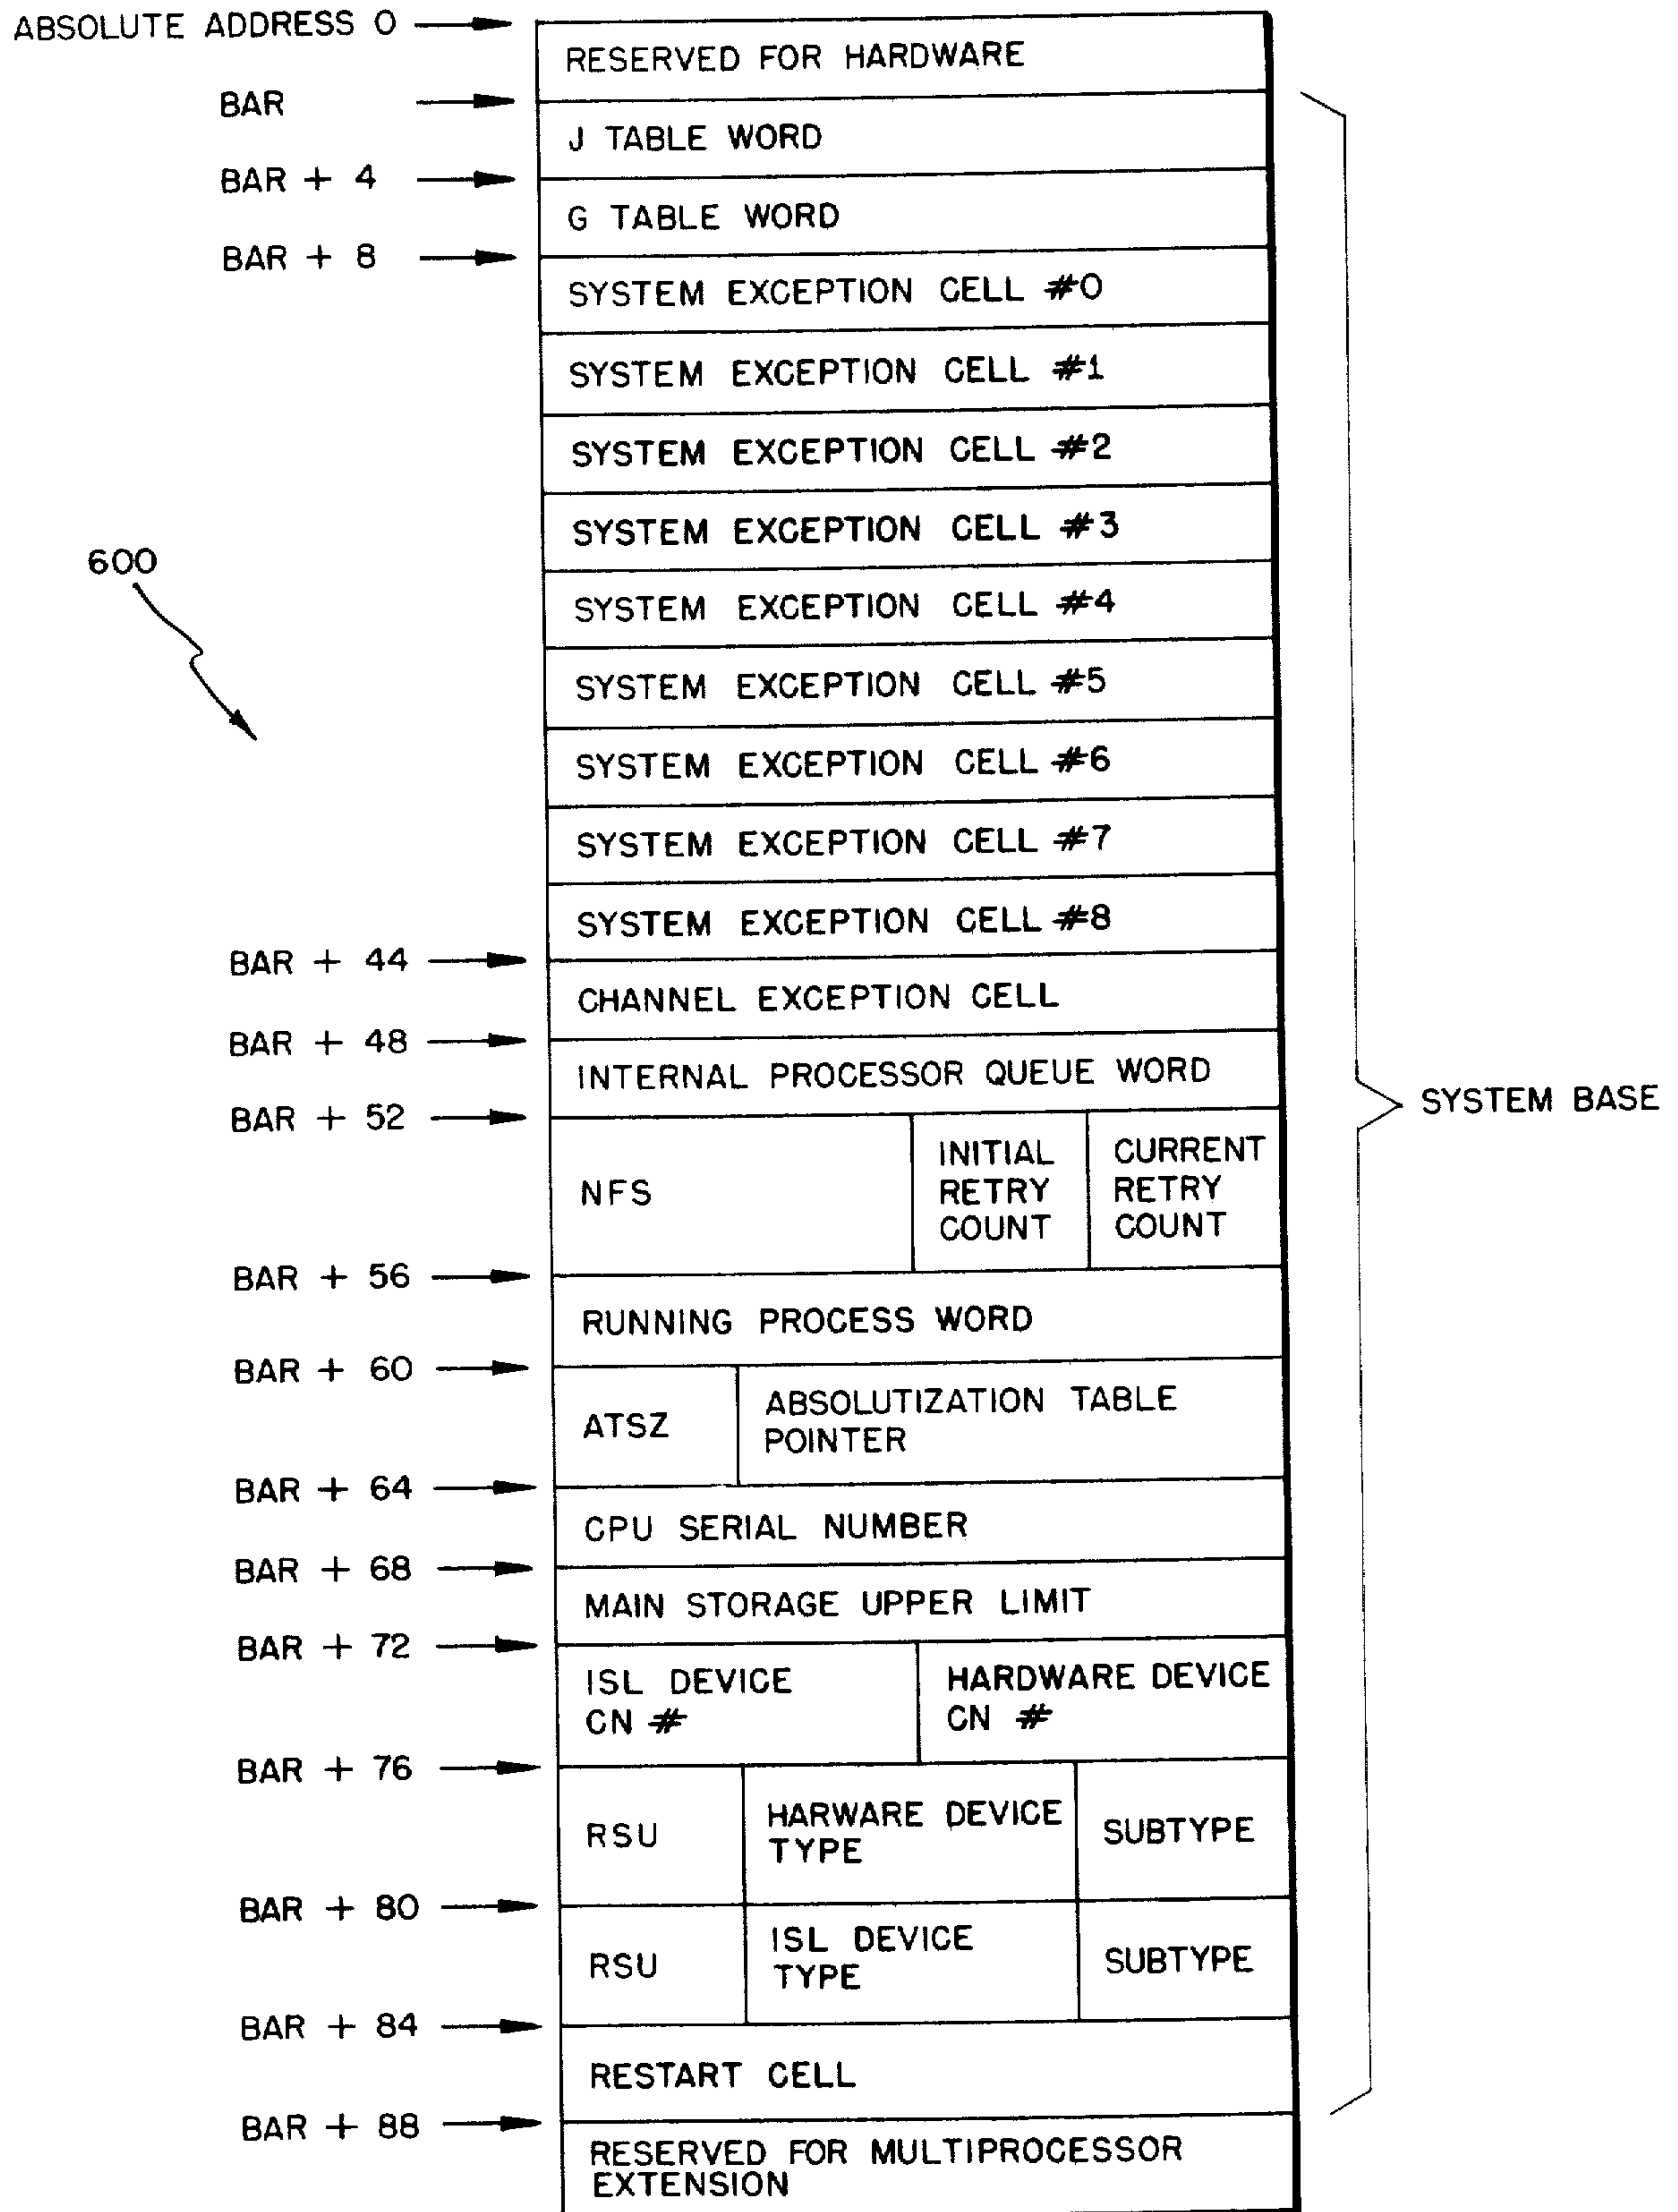 ABSOLUTE ADDRESS 0
RESERVED FOR HARDWARE
BAR
J TABLE WORD
BAR + 4
G TABLE WORD
BAR + 8
SYSTEM EXCEPTION CELL #0
SYSTEM EXCEPTION CELL #1
SYSTEM EXCEPTION CELL #2
SYSTEM EXCEPTION CELL #3
600
SYSTEM EXCEPTION CELL #4
SYSTEM EXCEPTION CELL #5
SYSTEM EXCEPTION CELL #6
SYSTEM EXCEPTION CELL #7
SYSTEM EXCEPTION CELL #8
BAR + 44
CHANNEL EXCEPTION CELL
BAR + 48
INTERNAL PROCESSOR QUEUE WORD
SYSTEM BASE
BAR + 52
NFS
INITIAL
RETRY
COUNT
CURRENT
RETRY
COUNT
BAR + 56
RUNNING PROCESS WORD
BAR + 60
ATSZ
ABSOLUTIZATION TABLE
POINTER
BAR + 64
CPU SERIAL NUMBER
BAR + 68
MAIN STORAGE UPPER LIMIT
BAR + 72
ISL DEVICE
CN #
HARDWARE DEVICE
CN #
BAR + 76
RSU
HARWARE DEVICE
TYPE
SUBTYPE
BAR + 80
RSU
ISL DEVICE
TYPE
SUBTYPE
BAR + 84
RESTART CELL
BAR + 88
RESERVED FOR MULTIPROCESSOR
EXTENSION